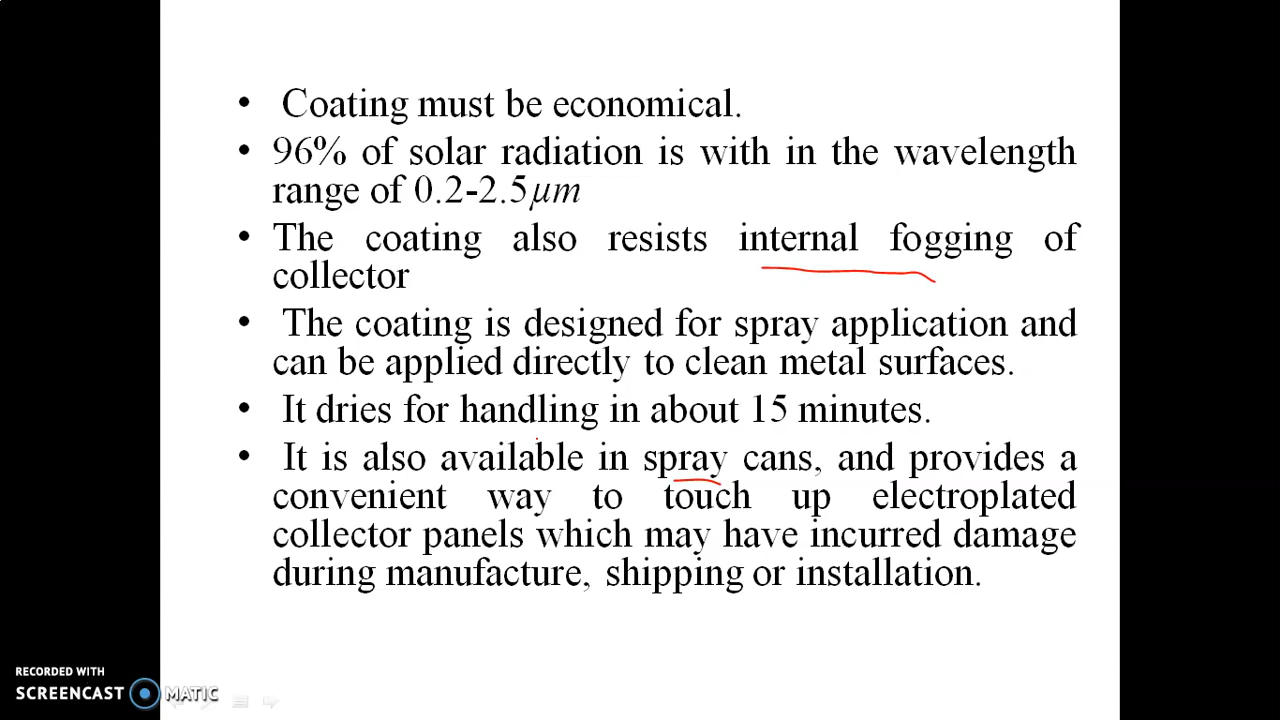 • Coating must be economical.
• 96% of solar radiation is with in the wavelength
range of 0.2-2.5μm
• The coating also resists internal fogging of
collector
• The coating is designed for spray application and
can be applied directly to clean metal surfaces.
• It dries for handling in about 15 minutes.
• It is also available in spray cans, and provides a
convenient way to touch up electroplated
collector panels which may have incurred damage
during manufacture, shipping or installation.
RECORDED WITH
SCREENCAST MATIC